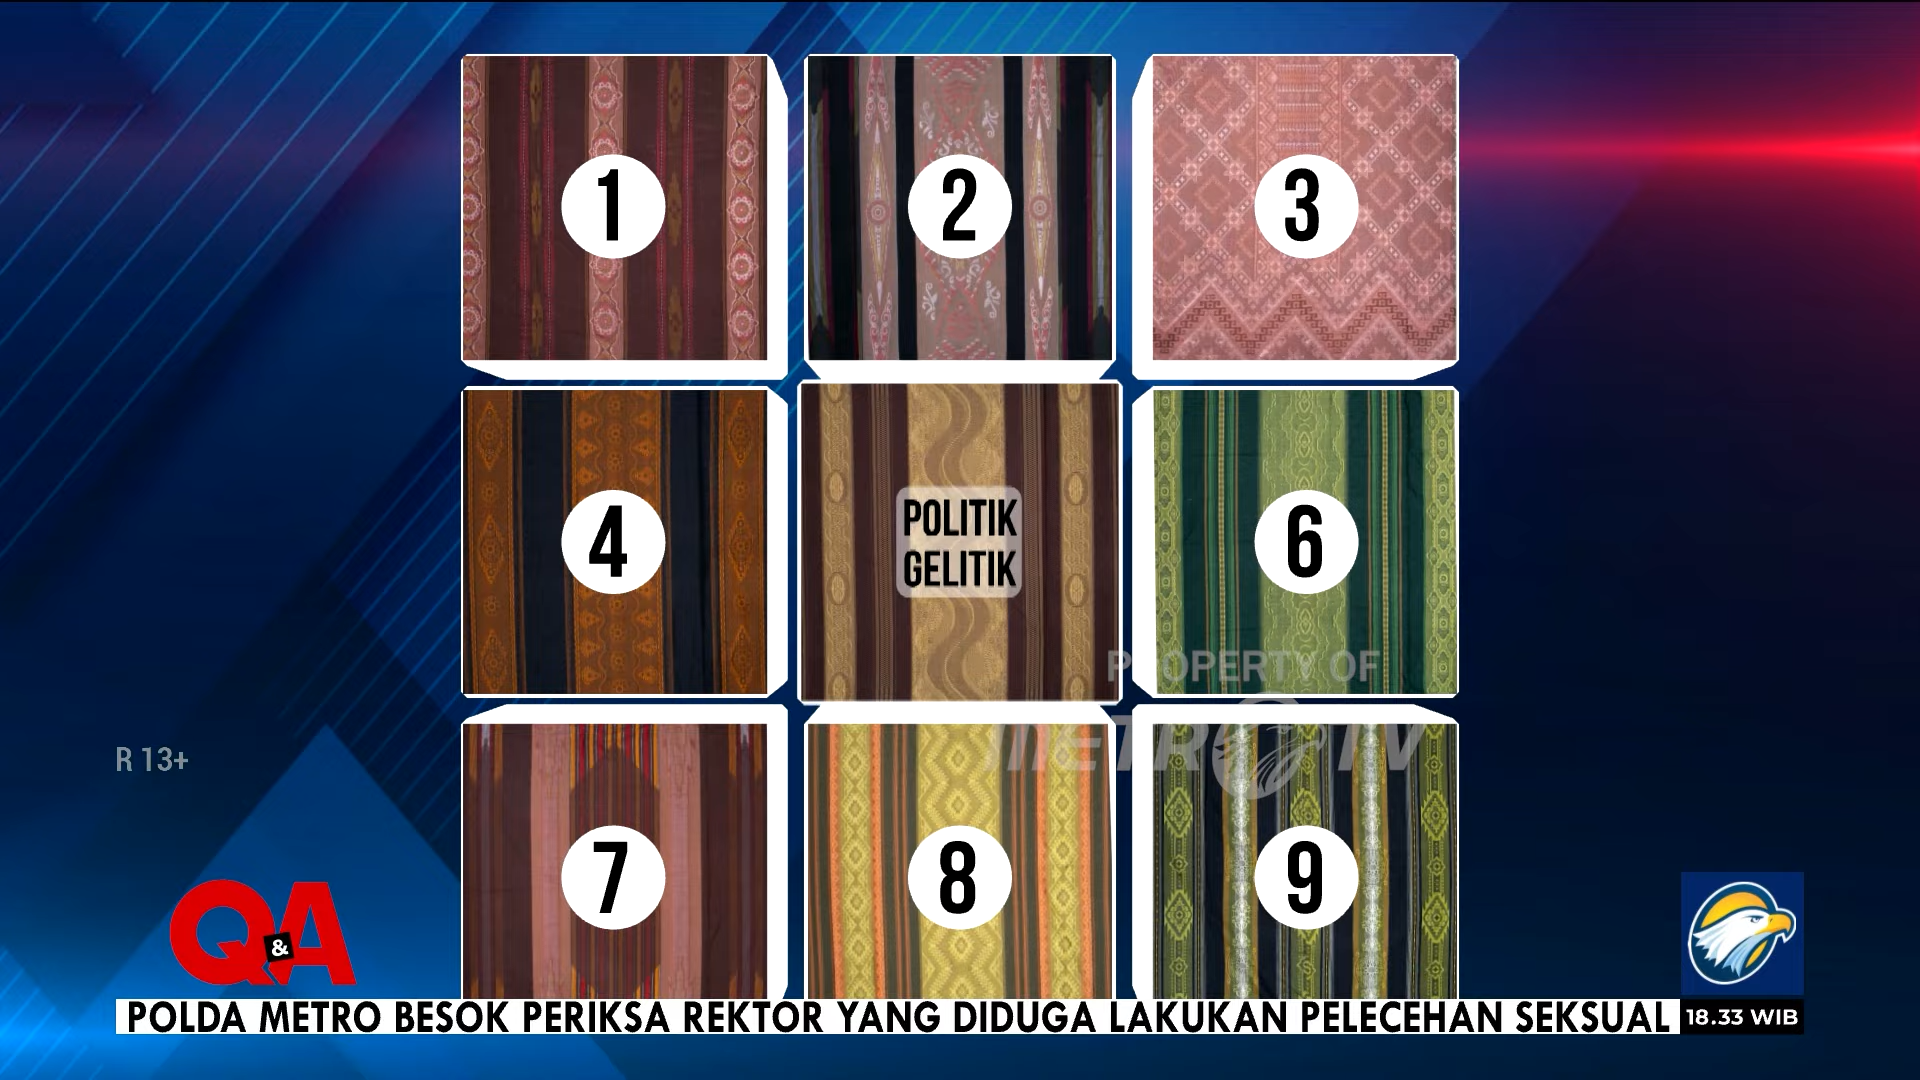 1
2
3
4
POLITIK
GELITIK
6
PROPERTY OF
METRO TV
7
8
9
R 13+
Q&A
POLDA METRO BESOK PERIKSA REKTOR YANG DIDUGA LAKUKAN PELECEHAN SEKSUAL
18.33 WIB